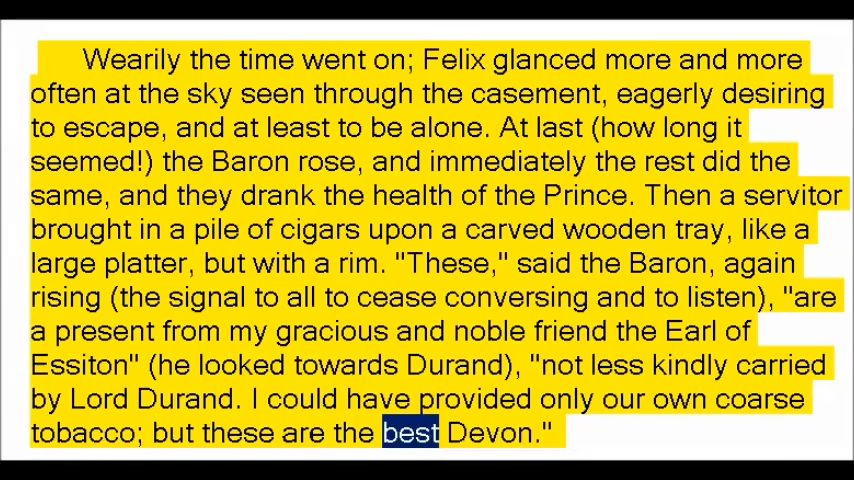 Wearily the time went on; Felix glanced more and more
often at the sky seen through the casement, eagerly desiring
to escape, and at least to be alone. At last (how long it
seemed!) the Baron rose, and immediately the rest did the
same, and they drank the health of the Prince. Then a servitor
brought in a pile of cigars upon a carved wooden tray, like a
large platter, but with a rim. "These," said the Baron, again
rising (the signal to all to cease conversing and to listen), "are
a present from my gracious and noble friend the Earl of
Essiton" (he looked towards Durand), "not less kindly carried
by Lord Durand. I could have provided only our own coarse
tobacco; but these are the best Devon."